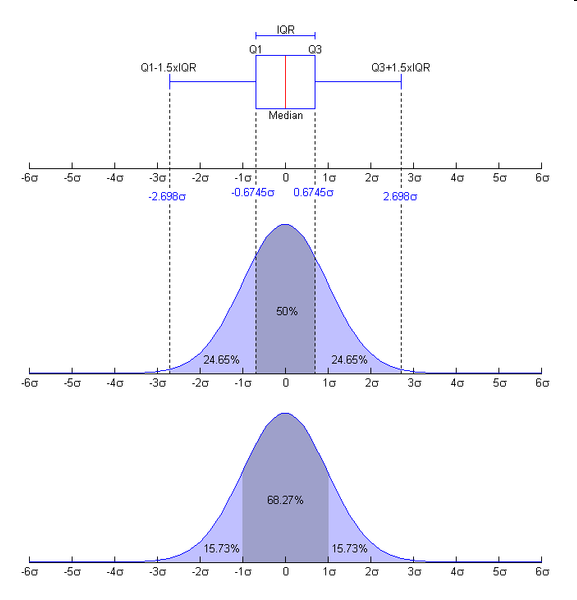 IQR
Q1 Q3
Q1-1.5xIQR Q3+1.5xIQR
Median
-6σ -5σ -4σ -3σ -2σ -1σ 0 1σ 2σ 3σ 4σ 5σ 6σ
-2.698σ -0.6745σ 0.6745σ 2.698σ
50%
24.65% 24.65%
-6σ -5σ -4σ -3σ -2σ -1σ 0 1σ 2σ 3σ 4σ 5σ 6σ
68.27%
15.73% 15.73%
-6σ -5σ -4σ -3σ -2σ -1σ 0 1σ 2σ 3σ 4σ 5σ 6σ